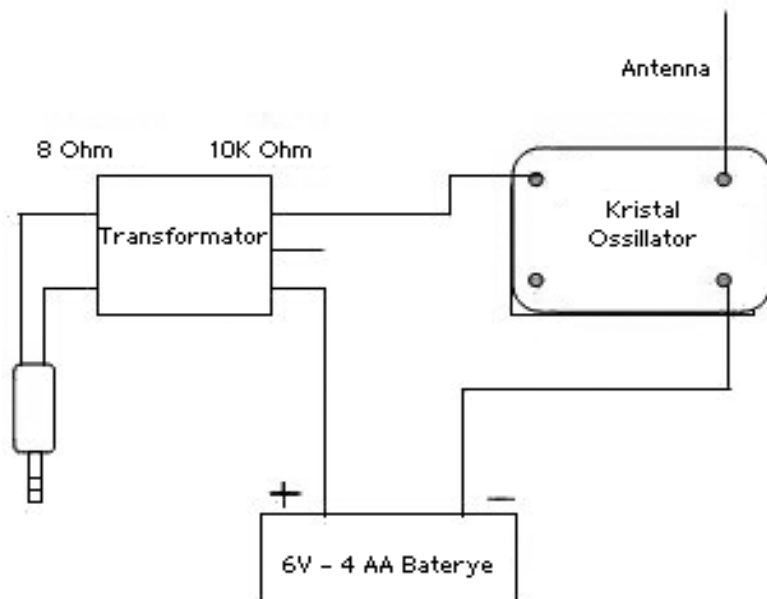 Antenna
8 Ohm
10K Ohm
Transformator
Kristal
Ossillator
+
–
6V - 4 AA Baterye